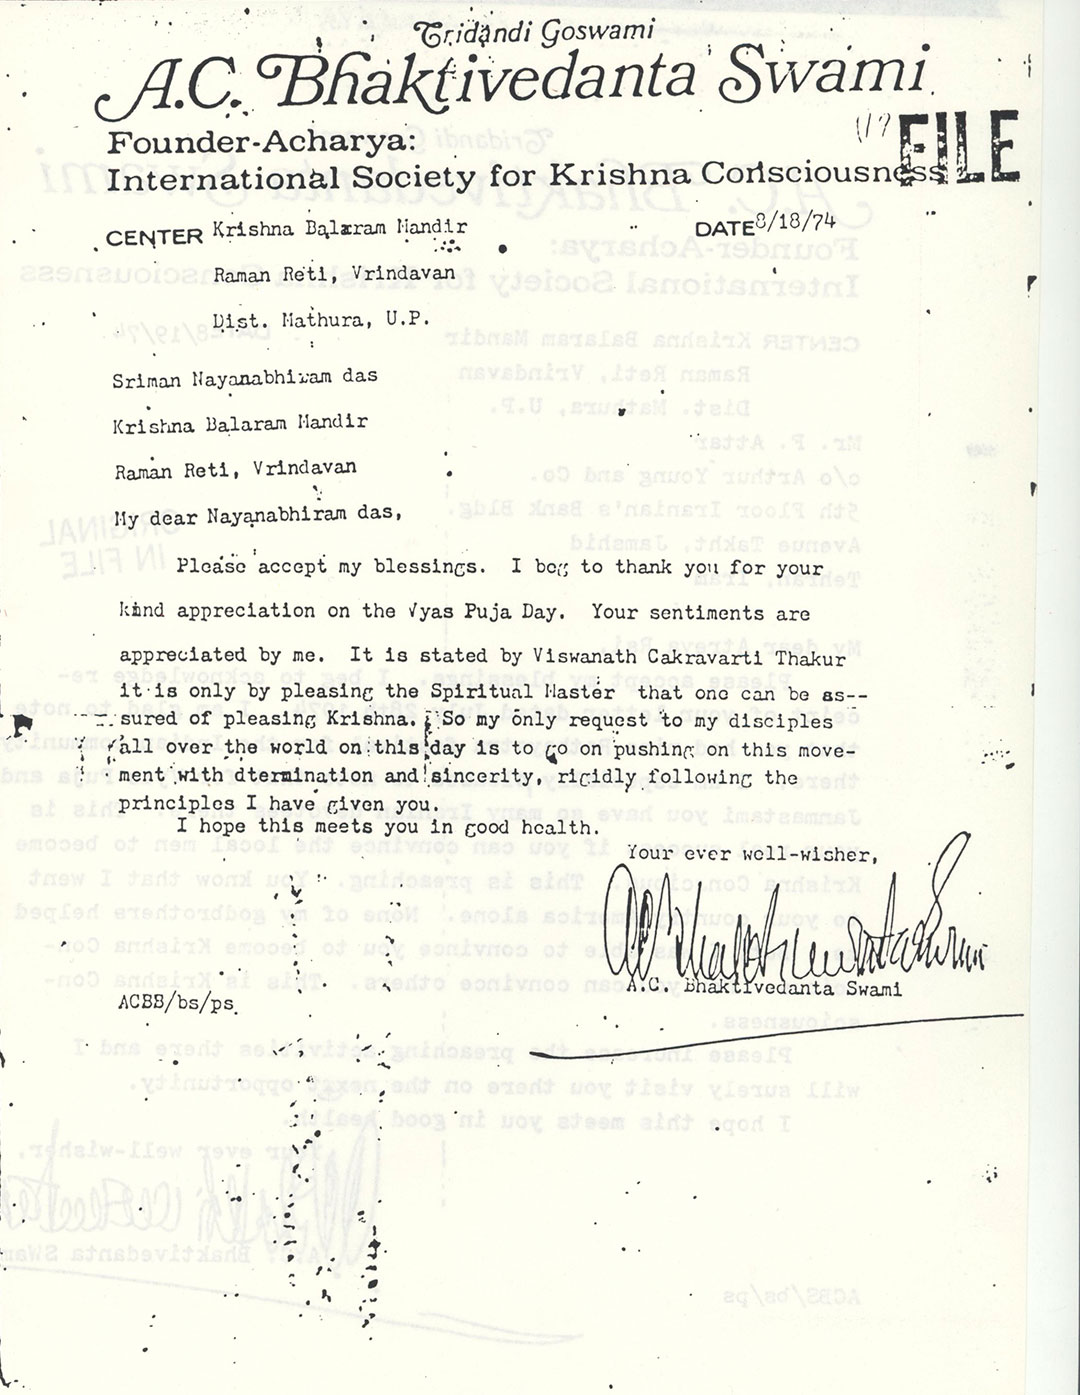 Tridandi Goswami
A.C. Bhaktivedanta Swami
Founder-Acharya:
International Society for Krishna Consciousness
FILE
CENTER Krishna Balaram Mandir
DATE 8/18/74
Raman Reti, Vrindavan
Dist. Mathura, U.P.
Sriman Nayanabhiram das
Krishna Balaram Mandir
Raman Reti, Vrindavan
My dear Nayanabhiram das,
Please accept my blessings. I beg to thank you for your
kind appreciation on the Vyas Puja Day. Your sentiments are
appreciated by me. It is stated by Viswanath Cakravarti Thakur
it is only by pleasing the Spiritual Master that one can be as--
sured of pleasing Krishna. So my only request to my disciples
all over the world on this day is to go on pushing on this move-
ment with dtermination and sincerity, rigidly following the
principles I have given you.
I hope this meets you in good health.
Your ever well-wisher,
A.C. Bhaktivedanta Swami
ACBB/bs/ps